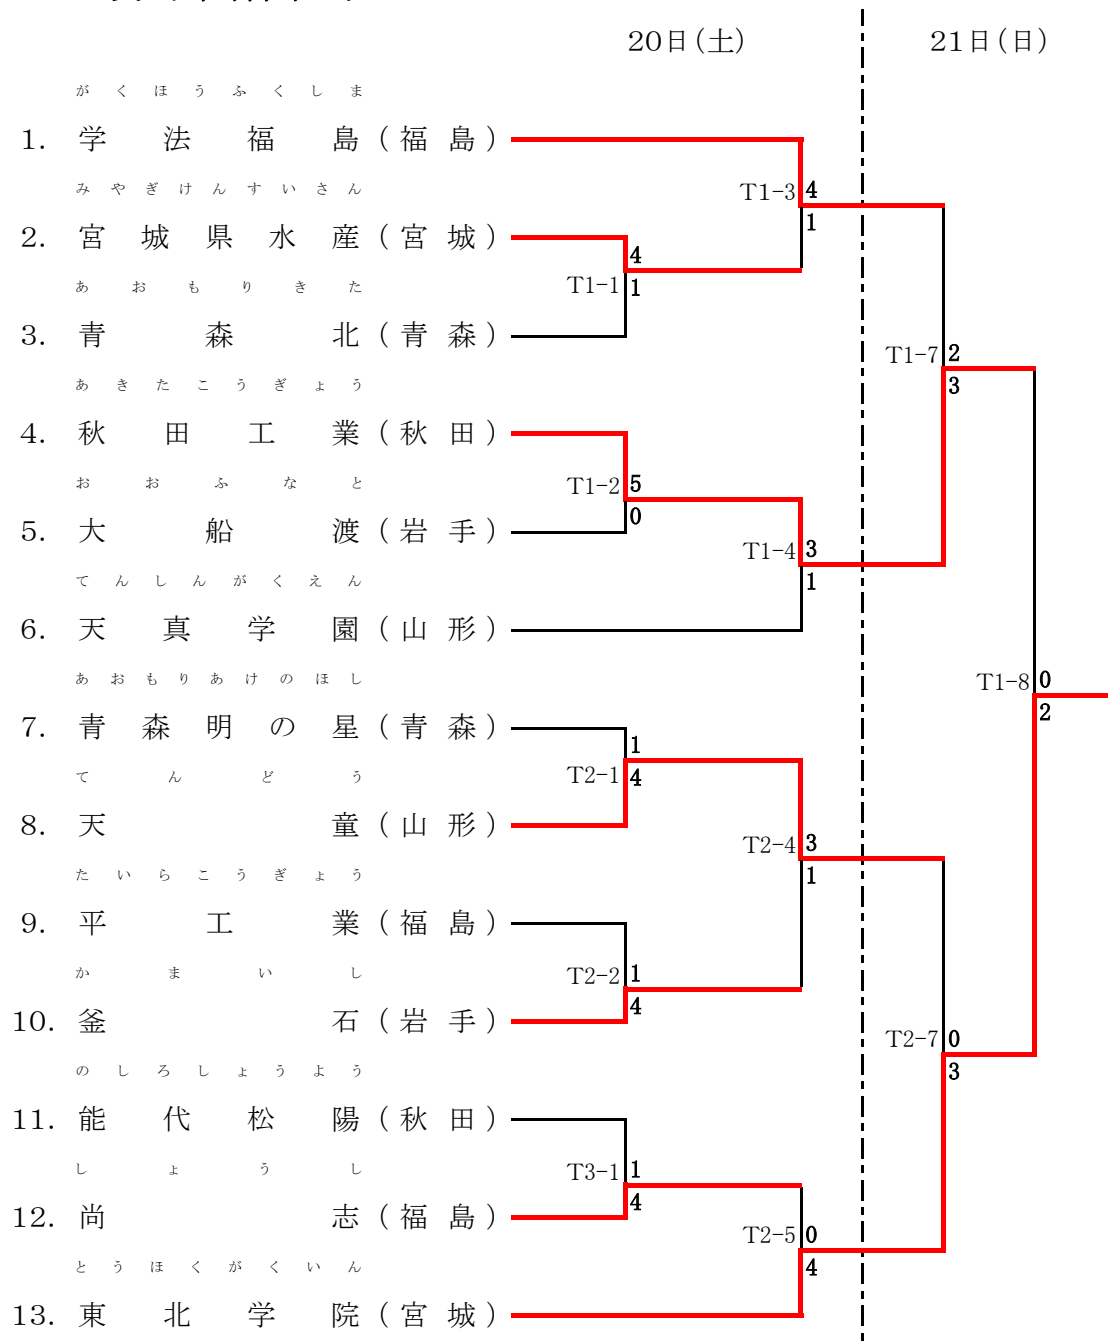 20日(土) 21日(日)
がくほうふくしま
1. 学法福島(福島)
みやぎけんすいさん
T1-3 4
1
2. 宮城県水産(宮城)
4
あおもりきた
T1-1 1
3. 青森北(青森)
T1-7 2
3
あきたこうぎょう
4. 秋田工業(秋田)
おおふなと
T1-2 5
0
5. 大船渡(岩手)
T1-4 3
1
てんしんがくえん
6. 天真学園(山形)
あおもりあけのほし
T1-8 0
2
7. 青森明の星(青森)
1
てんどう
T2-1 4
8. 天童(山形)
T2-4 3
1
たいらこうぎょう
9. 平工業(福島)
かまいし
T2-2 1
4
10. 釜石(岩手)
T2-7 0
3
のしろしょうよう
11. 能代松陽(秋田)
しょうし
T3-1 1
4
12. 尚志(福島)
T2-5 0
4
とうほくがくいん
13. 東北学院(宮城)